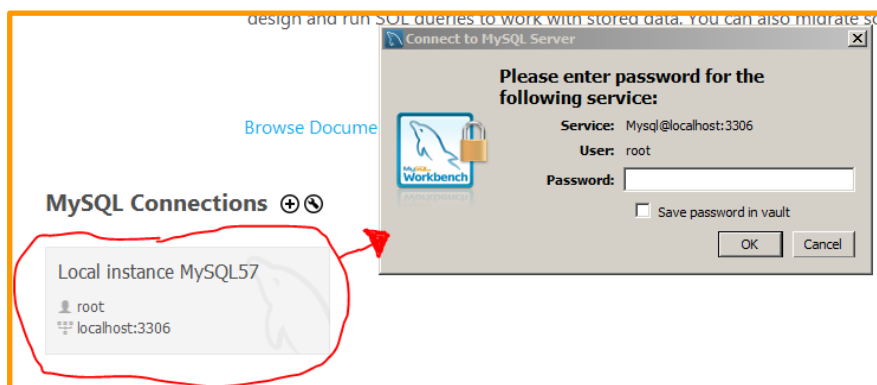 design and run SQL queries to work with stored data. You can also migrate
Connect to MySQL Server
Please enter password for the
following service:
Service: Mysql@localhost:3306
User: root
Password:
Save password in vault
OK Cancel
MySQL
Workbench
Browse Docume
MySQL Connections
Local instance MySQL57
root
localhost:3306